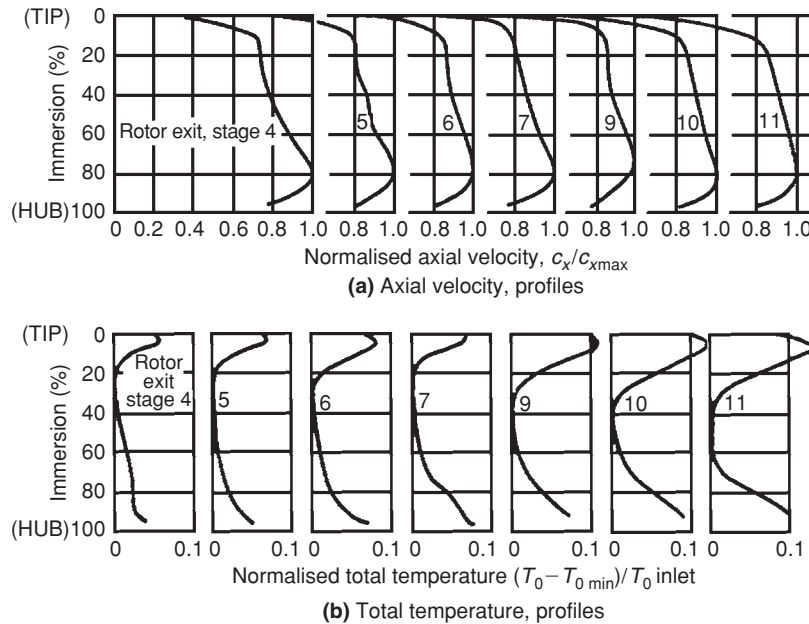 (TIP) 0
20
40
60
80
(HUB)100
Immersion (%)
Rotor exit, stage 4
5
6
7
9
10
11
0 0.2 0.4 0.6 0.8 1.0 0.8 1.0 0.8 1.0 0.8 1.0 0.8 1.0 0.8 1.0 0.8 1.0
Normalised axial velocity, cx/cxmax
(a) Axial velocity, profiles
(TIP) 0
20
40
60
80
(HUB)100
Immersion (%)
Rotor
exit
stage 4
5
6
7
9
10
11
0 0.1 0 0.1 0 0.1 0 0.1 0 0.1 0 0.1 0 0.1
Normalised total temperature (T0−T0 min)/T0 inlet
(b) Total temperature, profiles